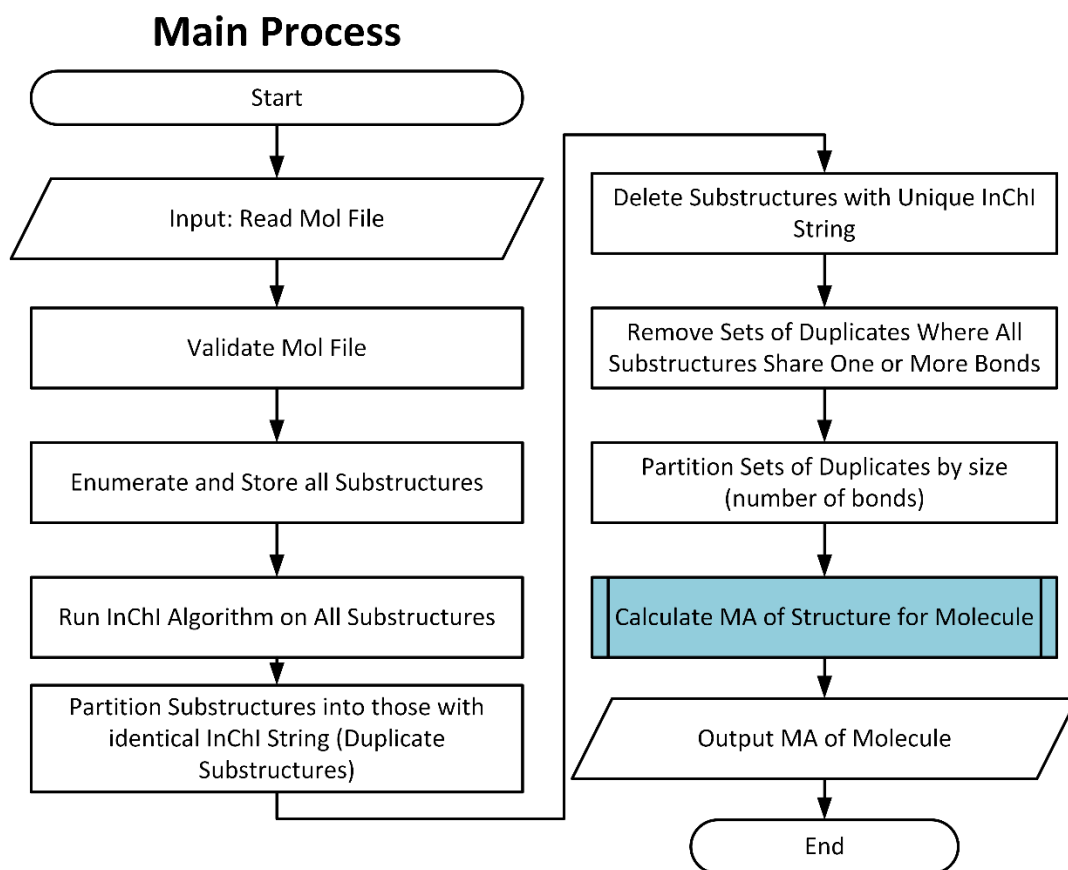 Main Process
Start
Input: Read Mol File
Validate Mol File
Enumerate and Store all Substructures
Run InChI Algorithm on All Substructures
Partition Substructures into those with
identical InChI String (Duplicate
Substructures)
Delete Substructures with Unique InChI
String
Remove Sets of Duplicates Where All
Substructures Share One or More Bonds
Partition Sets of Duplicates by size
(number of bonds)
Calculate MA of Structure for Molecule
Output MA of Molecule
End